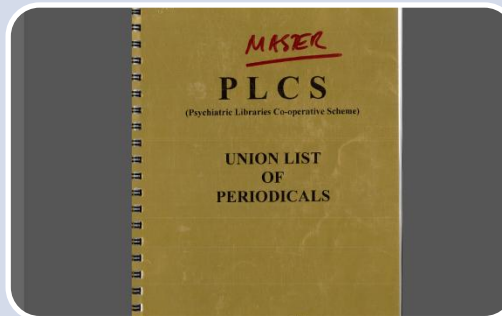 MASTER
PLCS
(Psychiatric Libraries Co-operative Scheme)
UNION LIST
OF
PERIODICALS